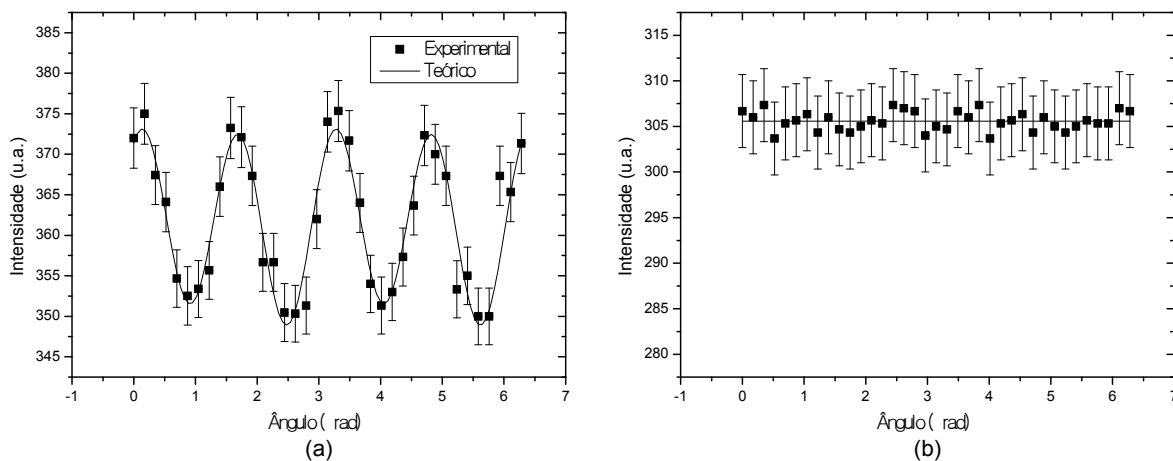 385
380
375
370
365
360
355
350
345
Intensidade (u.a.)
Experimental
Teórico
-1 0 1 2 3 4 5 6 7
Ângulo ( rad)
(a)
315
310
305
300
295
290
285
280
Intensidade (u.a.)
-1 0 1 2 3 4 5 6 7
Ângulo ( rad)
(b)